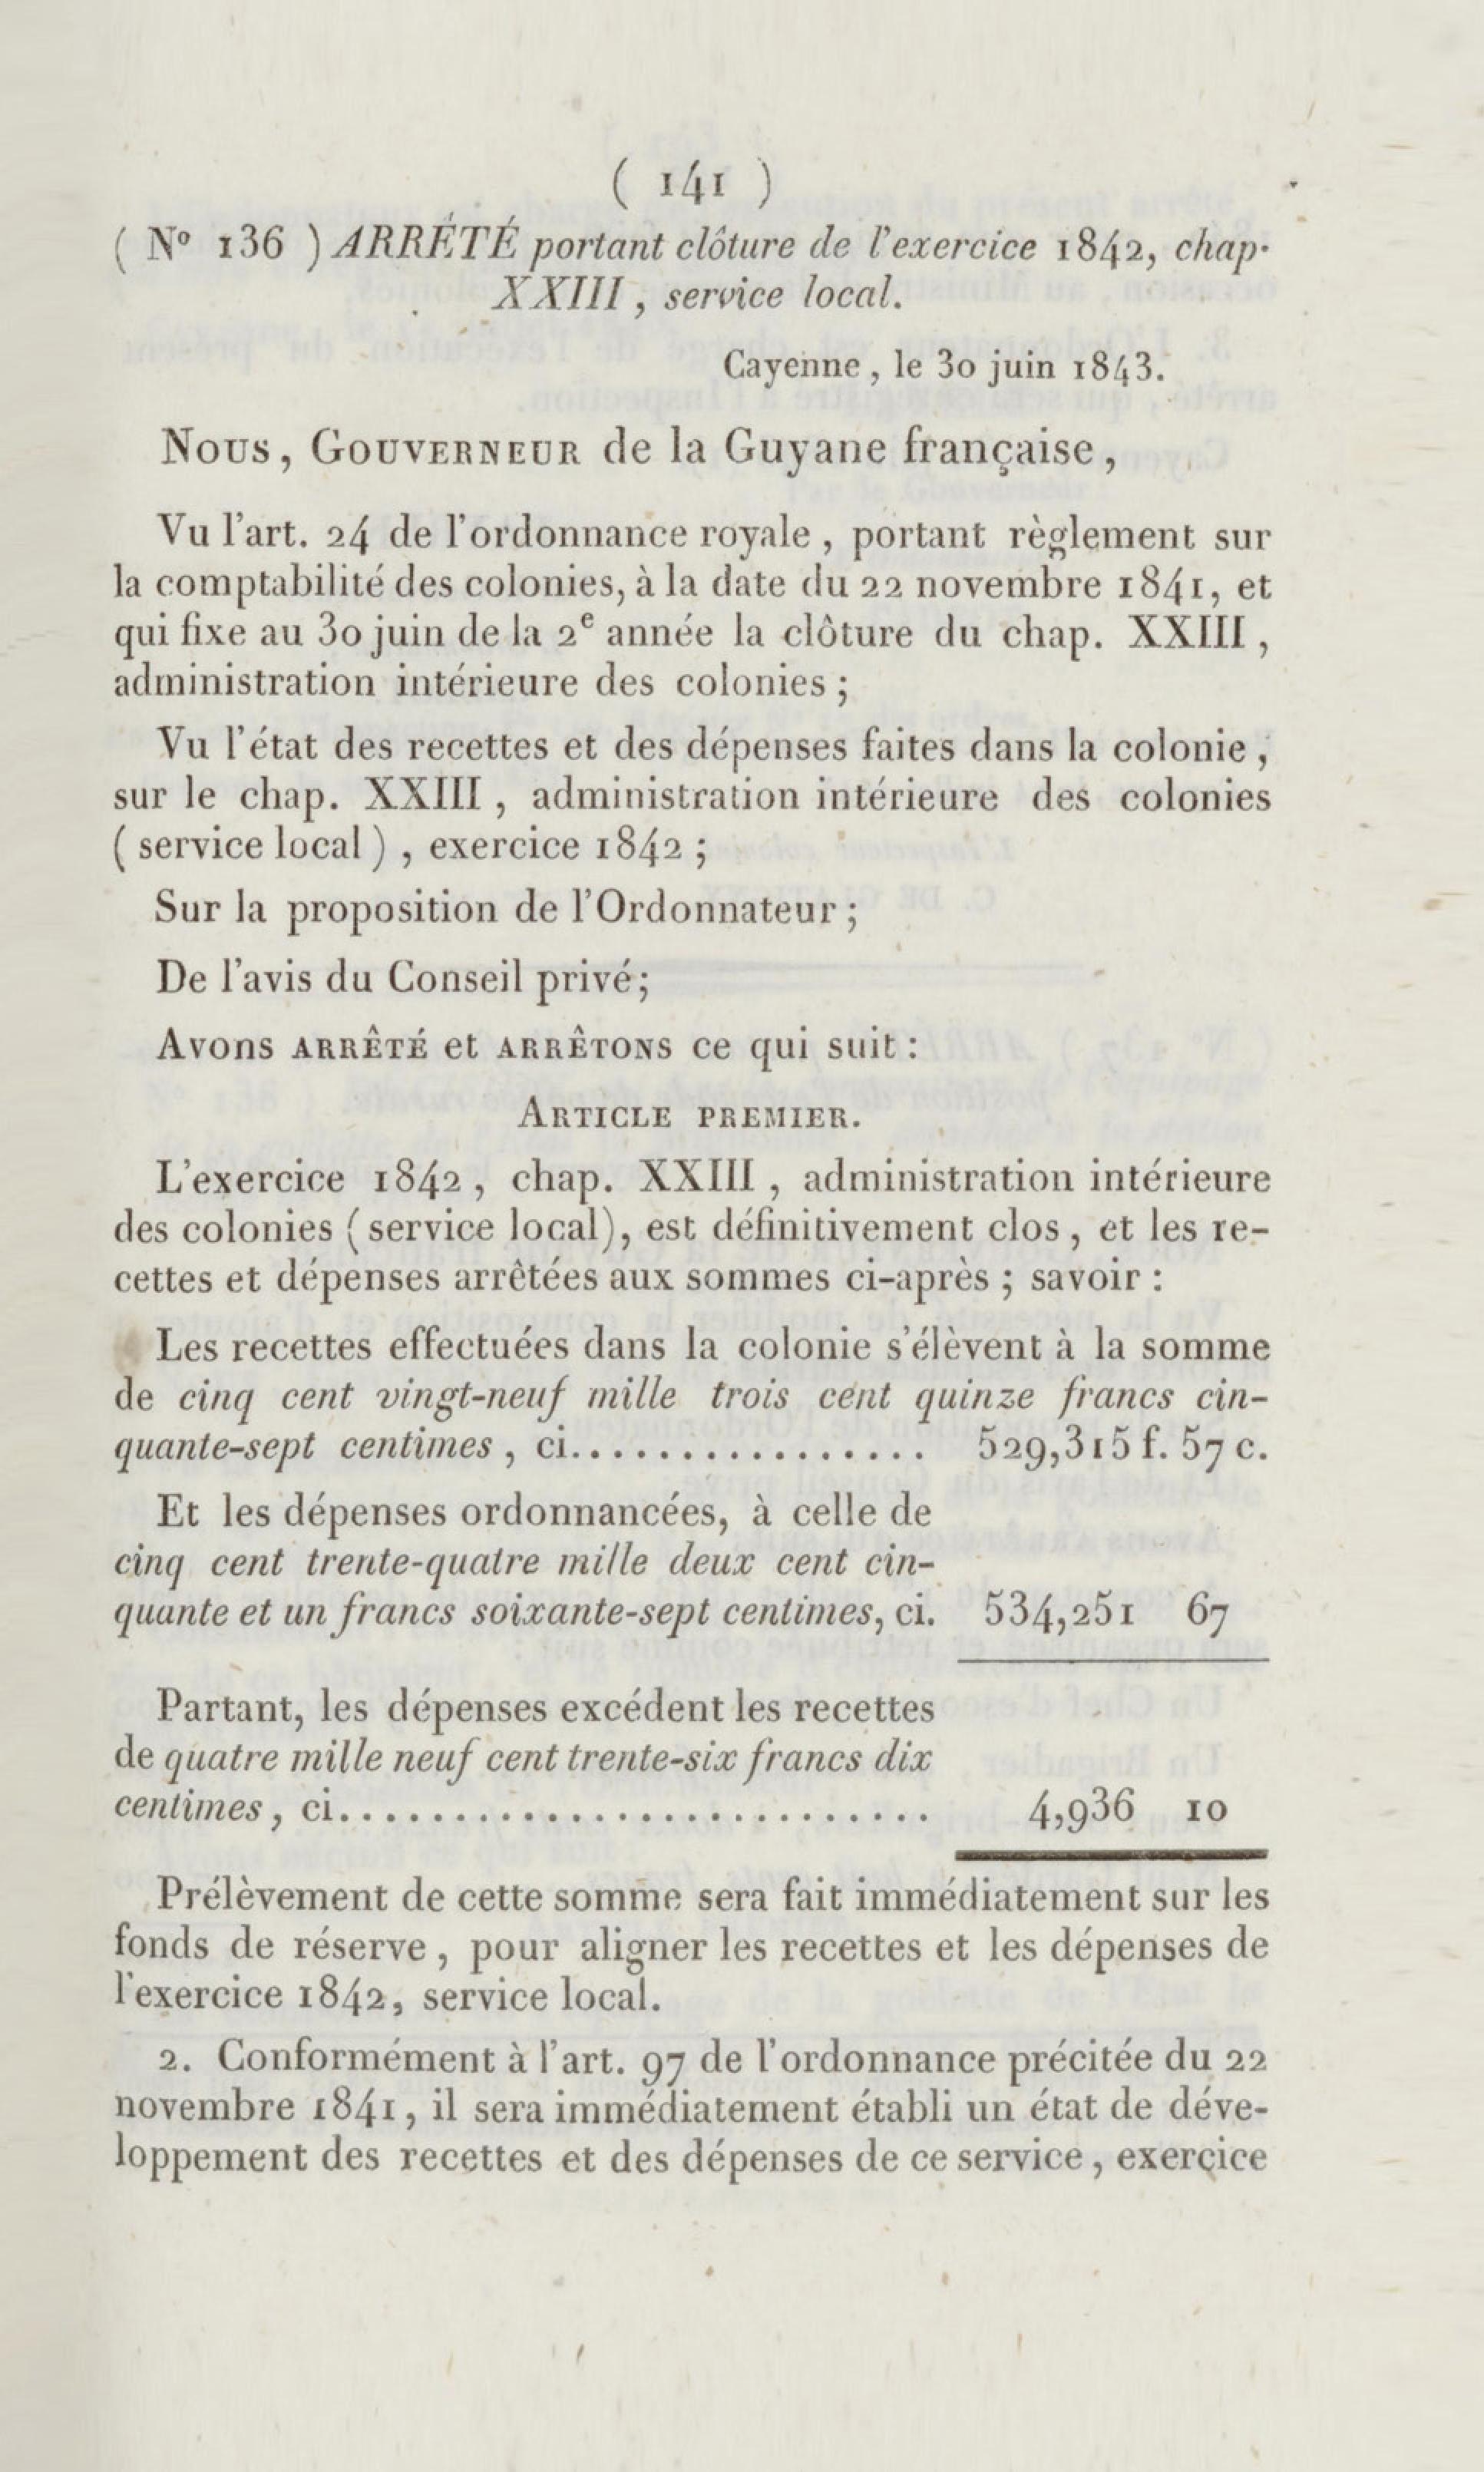 ( 141 )
( Nº 136 ) ARRÊTÉ portant clôture de l'exercice 1842, chap.
XXIII, service local.
Cayenne, le 30 juin 1843.
Nous, Gouverneur de la Guyane française,
Vu l'art. 24 de l'ordonnance royale, portant règlement sur
la comptabilité des colonies, à la date du 22 novembre 1841, et
qui fixe au 30 juin de la 2e année la clôture du chap. XXIII,
administration intérieure des colonies;
Vu l'état des recettes et des dépenses faites dans la colonie,
sur le chap. XXIII, administration intérieure des colonies
( service local ), exercice 1842;
Sur la proposition de l'Ordonnateur;
De l'avis du Conseil privé;
Avons ARRÊTÉ et ARRÊTONS ce qui suit:
Article premier.
L'exercice 1842, chap. XXIII, administration intérieure
des colonies ( service local), est définitivement clos, et les re-
cettes et dépenses arrêtées aux sommes ci-après; savoir:
Les recettes effectuées dans la colonie s'élèvent à la somme
de cinq cent vingt-neuf mille trois cent quinze francs cin-
quante-sept centimes, ci................. 529,315 f. 57 c.
Et les dépenses ordonnancées, à celle de
cinq cent trente-quatre mille deux cent cin-
quante et un francs soixante-sept centimes, ci. 534,251 67
Partant, les dépenses excédent les recettes
de quatre mille neuf cent trente-six francs dix
centimes, ci............................ 4,936 10
Prélèvement de cette somme sera fait immédiatement sur les
fonds de réserve, pour aligner les recettes et les dépenses de
l'exercice 1842, service local.
2. Conformément à l'art. 97 de l'ordonnance précitée du 22
novembre 1841, il sera immédiatement établi un état de déve-
loppement des recettes et des dépenses de ce service, exercice